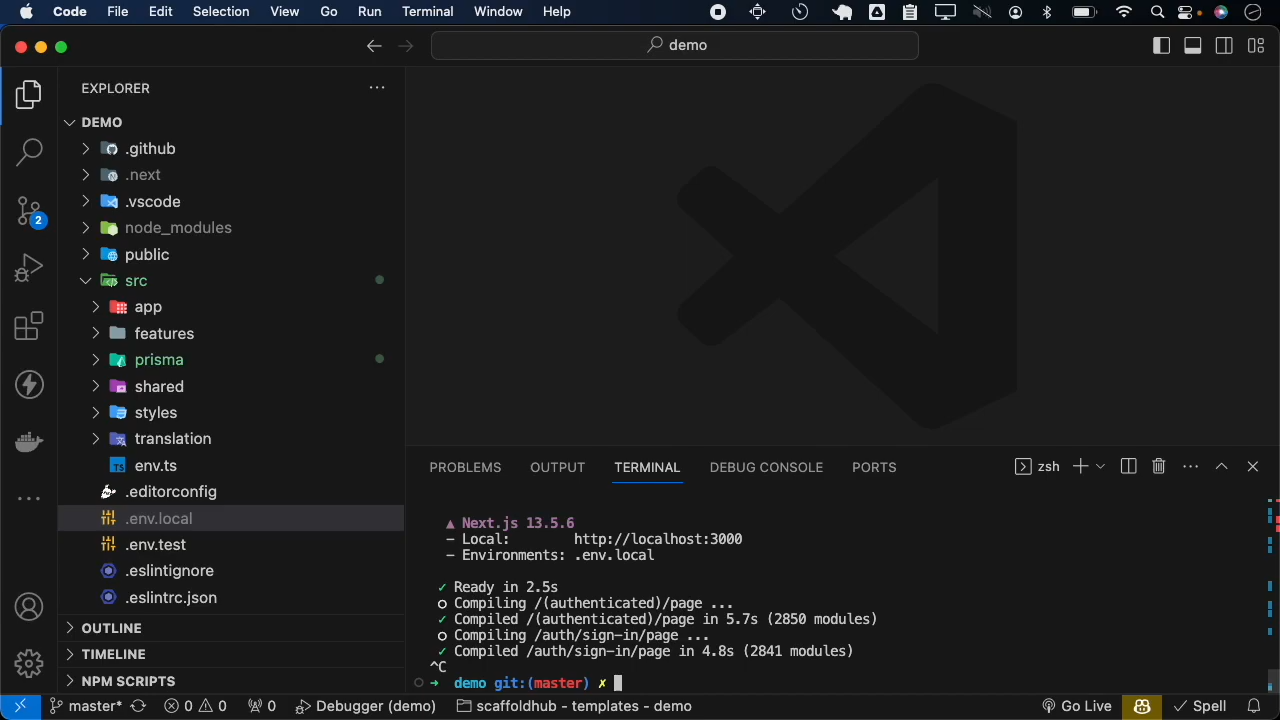 Code File Edit Selection View Go Run Terminal Window Help
demo
EXPLORER
DEMO
.github
.next
.vscode
node_modules
public
src
app
features
prisma
shared
styles
translation
TS env.ts
.editorconfig
.env.local
.env.test
.eslintignore
.eslintrc.json
OUTLINE
TIMELINE
NPM SCRIPTS
2
PROBLEMS OUTPUT TERMINAL DEBUG CONSOLE PORTS
zsh
▲ Next.js 13.5.6
- Local: http://localhost:3000
- Environments: .env.local
✓ Ready in 2.5s
○ Compiling /(authenticated)/page ...
✓ Compiled /(authenticated)/page in 5.7s (2850 modules)
○ Compiling /auth/sign-in/page ...
✓ Compiled /auth/sign-in/page in 4.8s (2841 modules)
^C
➜ demo git:(master) ✗
master* 0 0 0 Debugger (demo) scaffoldhub - templates - demo Go Live Spell